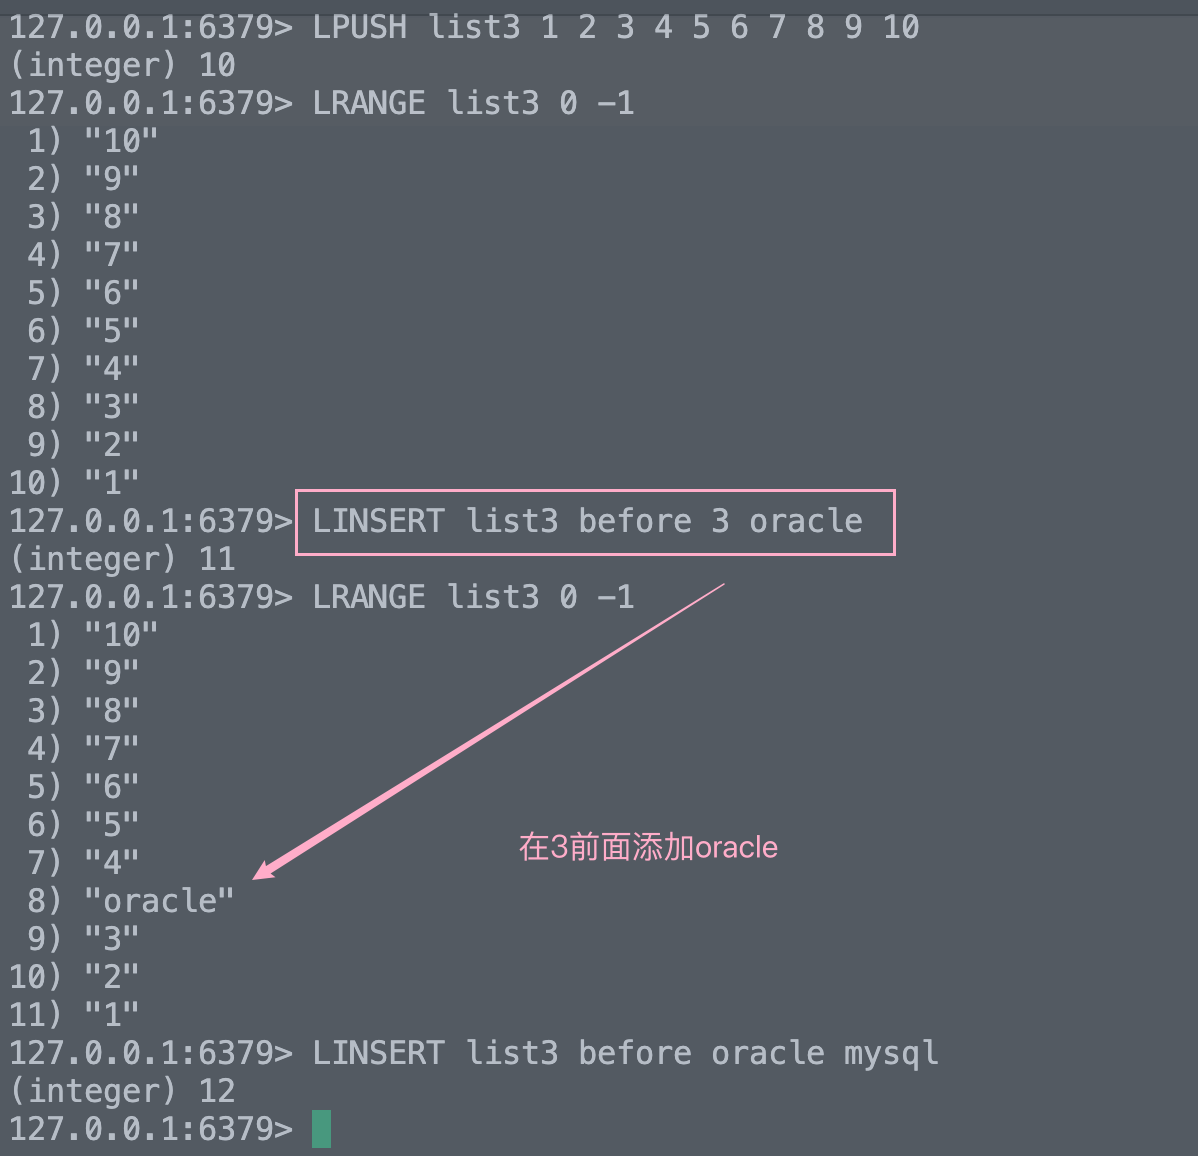 127.0.0.1:6379> LPUSH list3 1 2 3 4 5 6 7 8 9 10
(integer) 10
127.0.0.1:6379> LRANGE list3 0 -1
1) "10"
2) "9"
3) "8"
4) "7"
5) "6"
6) "5"
7) "4"
8) "3"
9) "2"
10) "1"
127.0.0.1:6379> LINSERT list3 before 3 oracle
(integer) 11
127.0.0.1:6379> LRANGE list3 0 -1
1) "10"
2) "9"
3) "8"
4) "7"
5) "6"
6) "5"
7) "4"
在3前面添加oracle
8) "oracle"
9) "3"
10) "2"
11) "1"
127.0.0.1:6379> LINSERT list3 before oracle mysql
(integer) 12
127.0.0.1:6379>